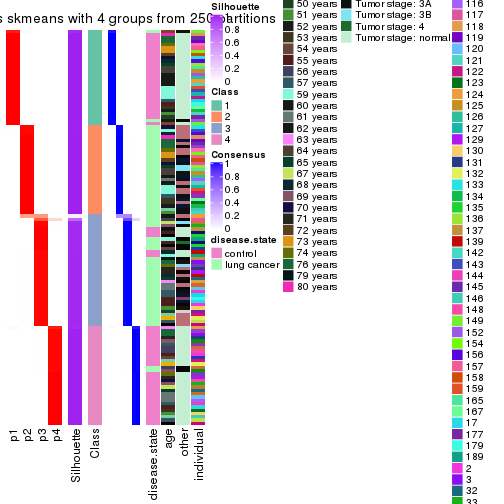 s skmeans with 4 groups from 250 partitions
p1
p2
p3
p4
Silhouette
Class
disease.state
age
other
individual
Silhouette
1
0.8
0.6
0.4
0.2
0
Class
1
2
3
4
Consensus
1
0.8
0.6
0.4
0.2
0
disease.state
control
lung cancer
50 years
51 years
52 years
53 years
54 years
55 years
56 years
57 years
59 years
60 years
61 years
62 years
63 years
64 years
65 years
67 years
68 years
69 years
70 years
71 years
72 years
73 years
74 years
76 years
79 years
80 years
Tumor stage: 3A
Tumor stage: 3B
Tumor stage: 4
Tumor stage: normal
116
117
118
119
120
121
122
123
124
125
126
127
129
130
131
132
133
134
135
136
137
139
142
143
144
145
146
148
149
152
154
156
157
158
159
165
167
17
177
179
189
2
3
32
33